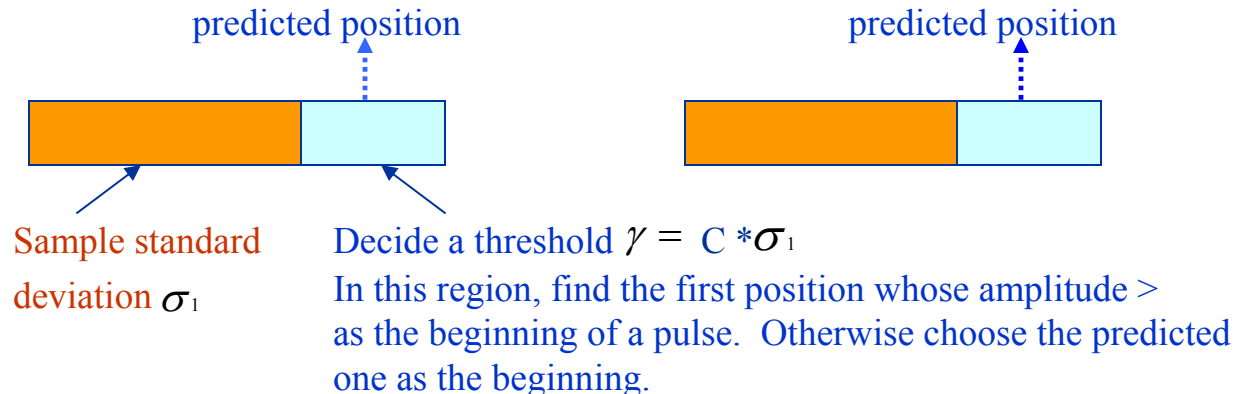 predicted position predicted position
Sample standard
deviation σ₁
Decide a threshold γ = C *σ₁
In this region, find the first position whose amplitude >
as the beginning of a pulse. Otherwise choose the predicted
one as the beginning.